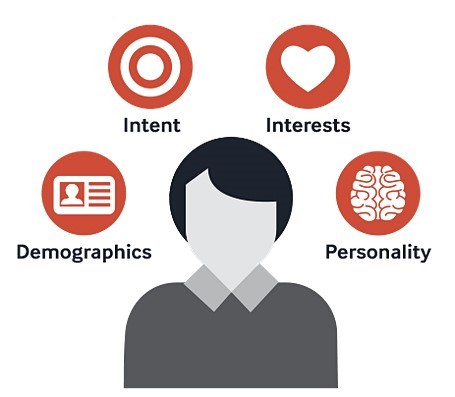 Intent
Interests
Demographics
Personality